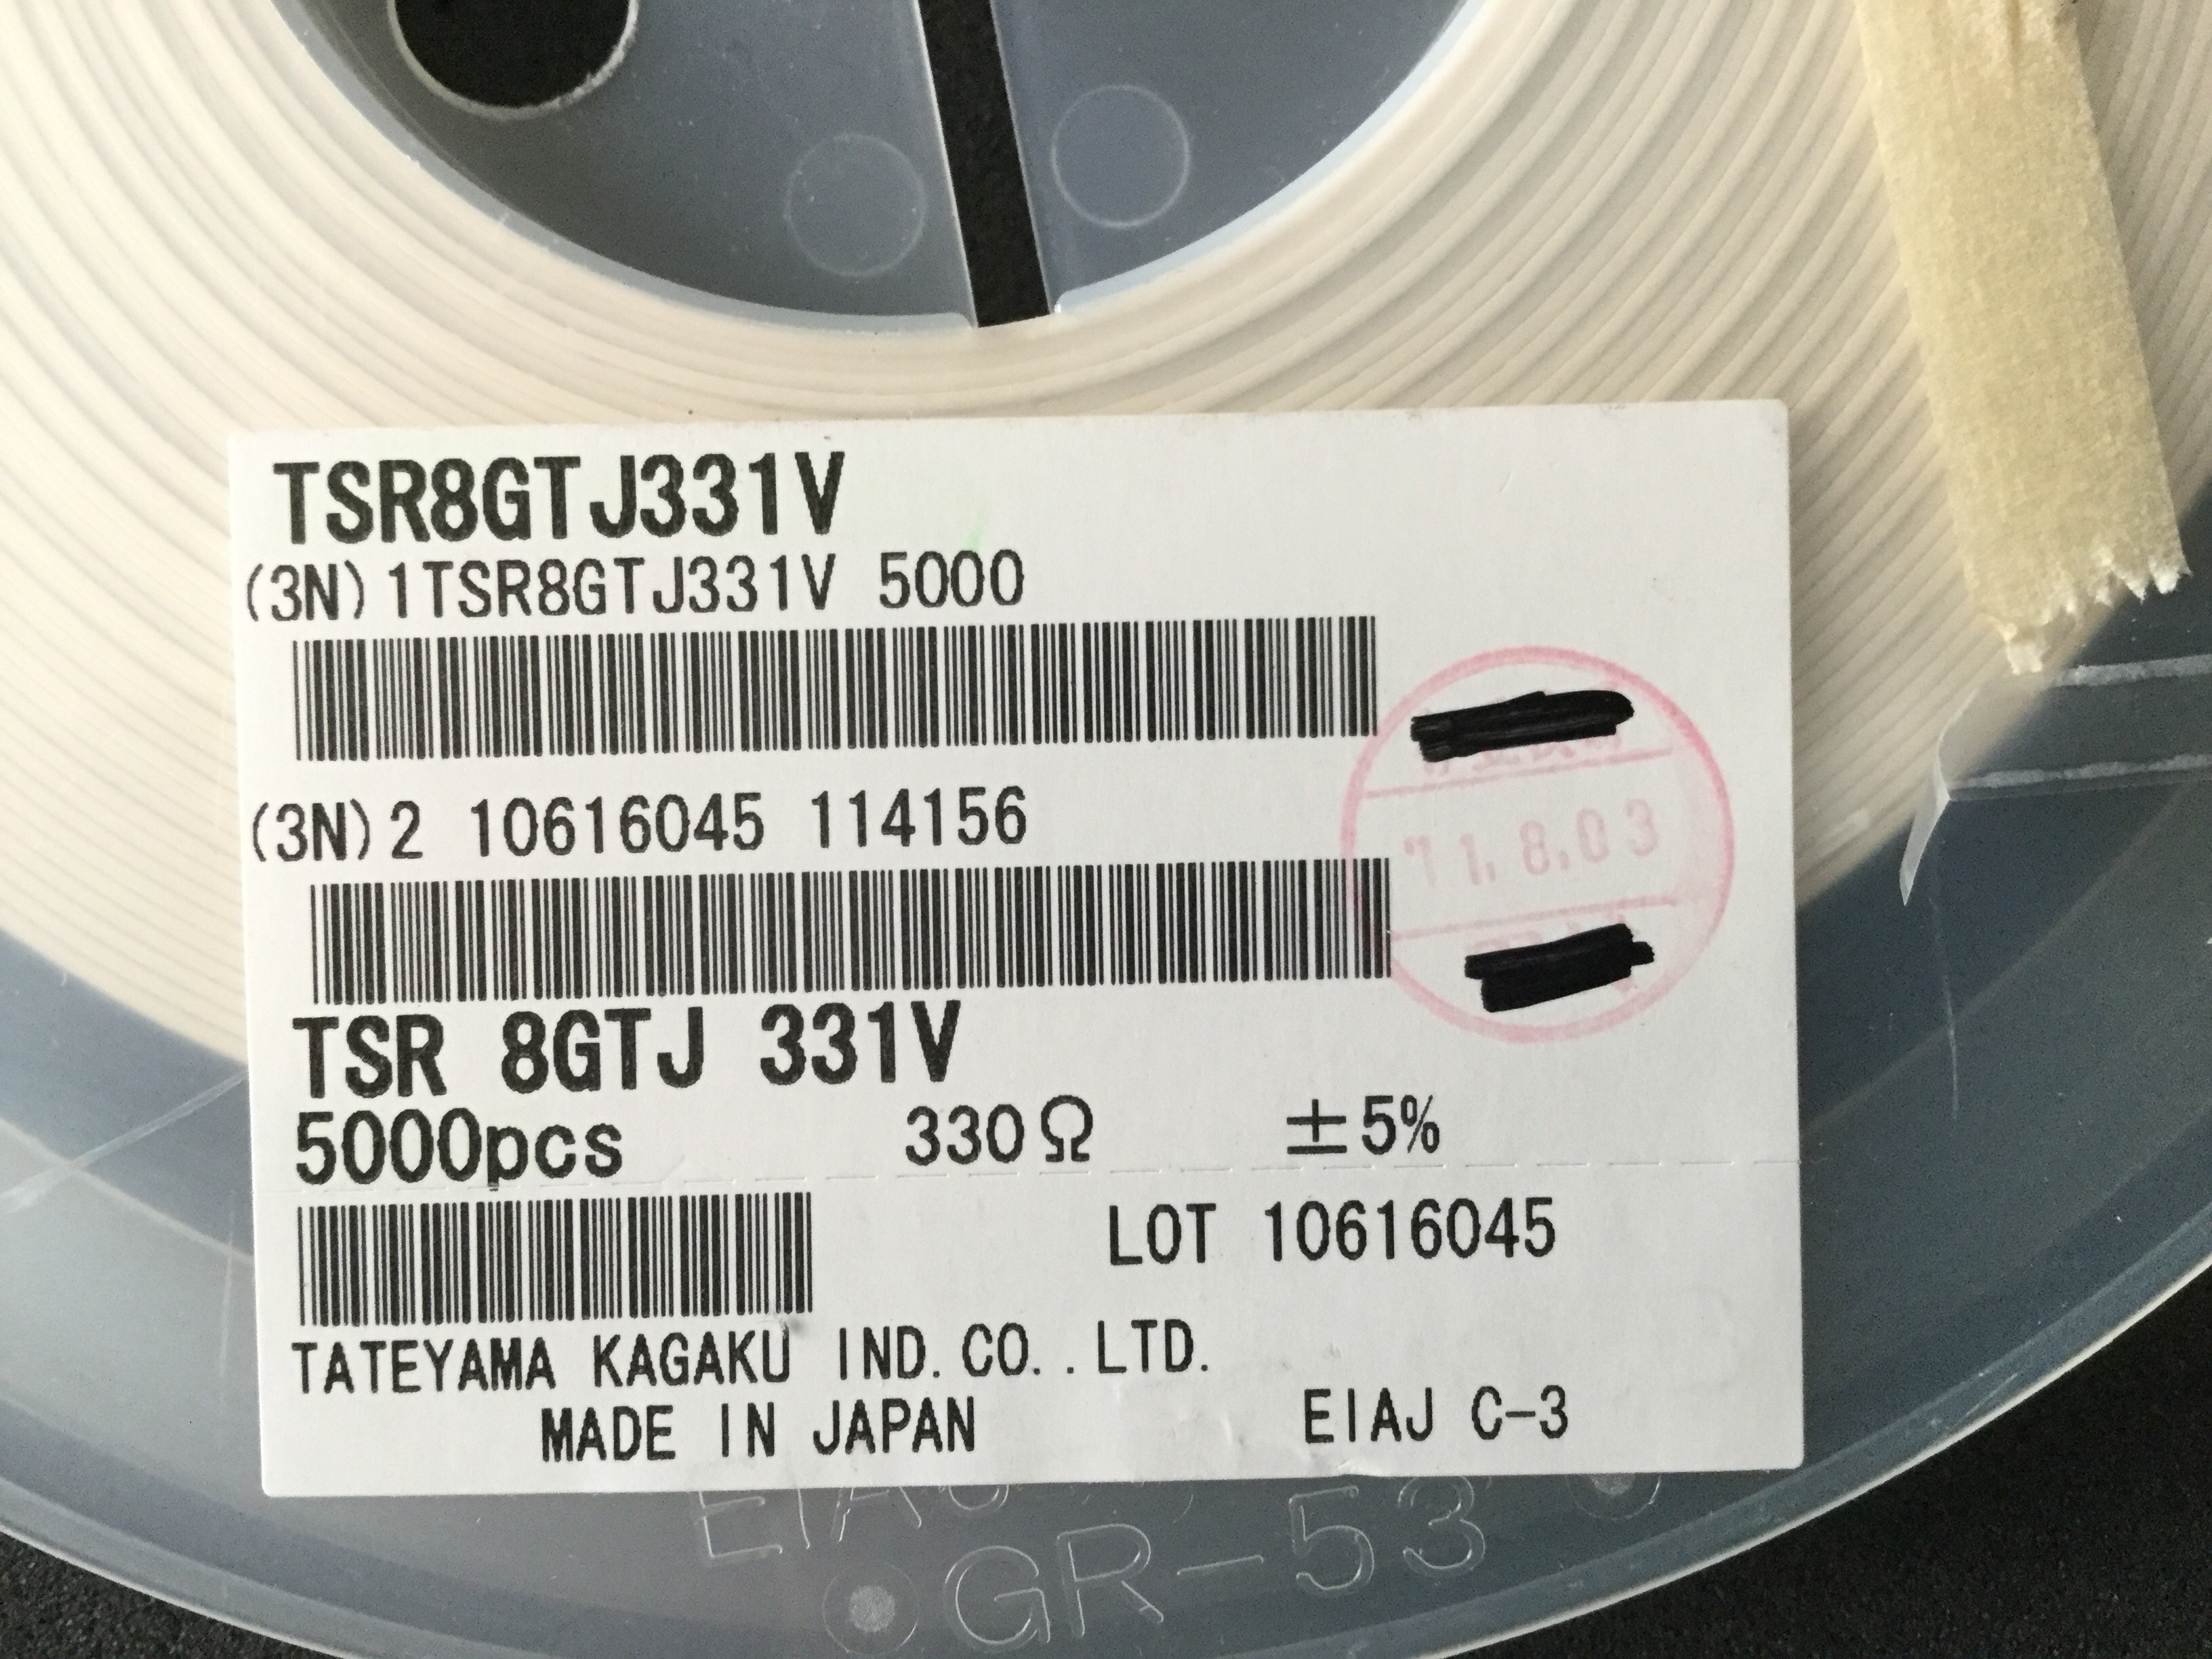 TSR8GTJ331V
(3N)1TSR8GTJ331V 5000
(3N)2 10616045 114156
11.8.03
TSR 8GTJ 331V
5000pcs 330Ω ±5%
LOT 10616045
TATEYAMA KAGAKU IND.CO..LTD.
MADE IN JAPAN EIAJ C-3
GR-53